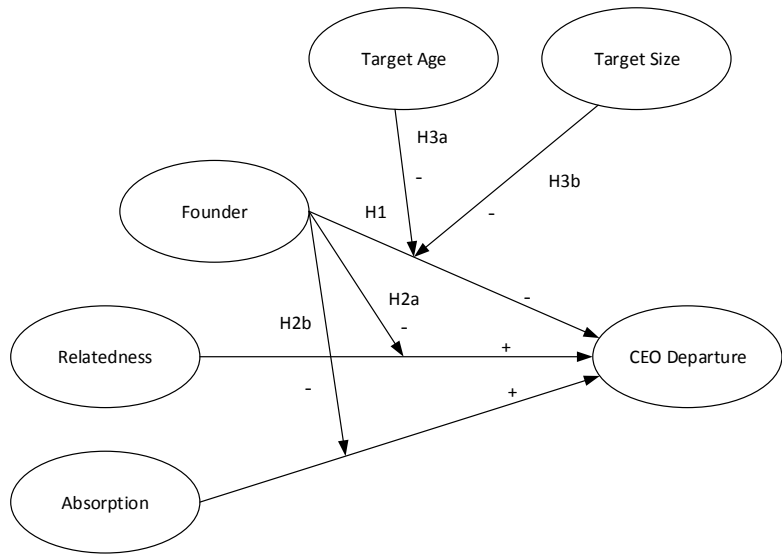 Target Age
Target Size
H3a
-
H3b
-
Founder
H1
-
H2a
-
H2b
-
Relatedness
+
CEO Departure
+
Absorption